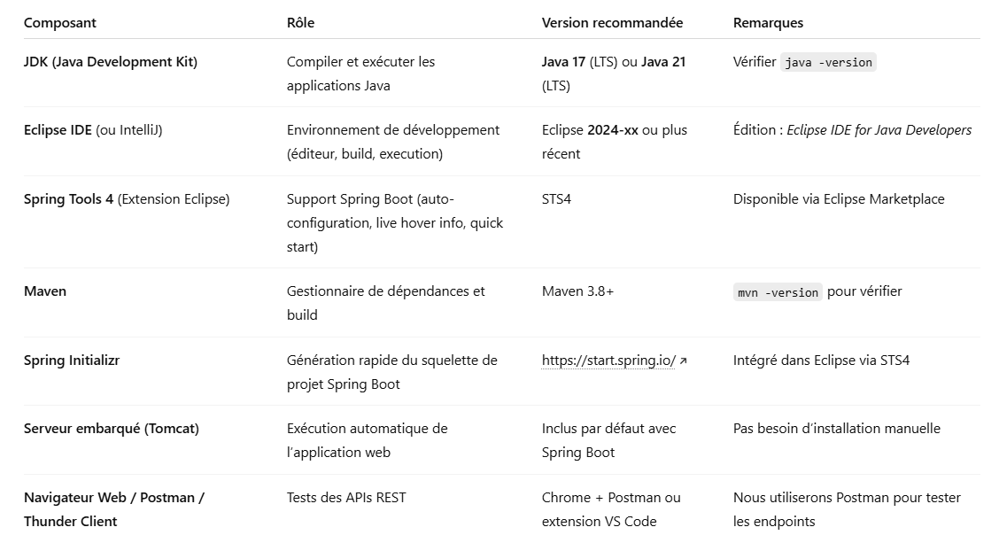 Composant Rôle Version recommandée Remarques
JDK (Java Development Kit) Compiler et exécuter les Java 17 (LTS) ou Java 21 Vérifier java -version
applications Java (LTS)
Eclipse IDE (ou IntelliJ) Environnement de développement Eclipse 2024-xx ou plus Édition : Eclipse IDE for Java Developers
(éditeur, build, execution) récent
Spring Tools 4 (Extension Eclipse) Support Spring Boot (auto- STS4 Disponible via Eclipse Marketplace
configuration, live hover info, quick
start)
Maven Gestionnaire de dépendances et Maven 3.8+ mvn -version pour vérifier
build
Spring Initializr Génération rapide du squelette de https://start.spring.io/ ↗ Intégré dans Eclipse via STS4
projet Spring Boot
Serveur embarqué (Tomcat) Exécution automatique de Inclus par défaut avec Pas besoin d’installation manuelle
l’application web Spring Boot
Navigateur Web / Postman / Tests des APIs REST Chrome + Postman ou Nous utiliserons Postman pour tester
Thunder Client extension VS Code les endpoints